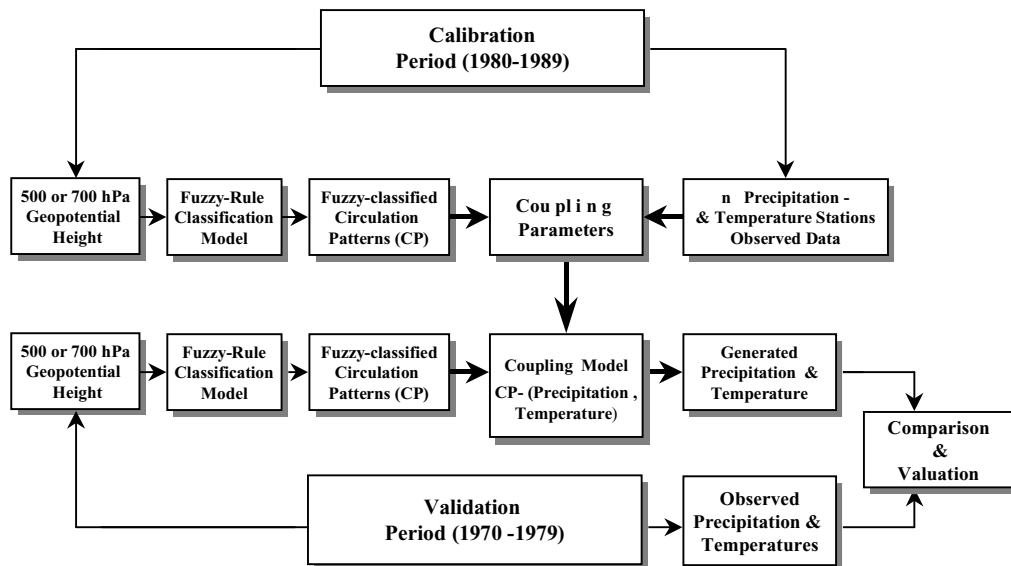 Calibration
Period (1980-1989)
500 or 700 hPa
Geopotential
Height
Fuzzy-Rule
Classification
Model
Fuzzy-classified
Circulation
Patterns (CP)
Cou pl i n g
Parameters
n Precipitation -
& Temperature Stations
Observed Data
500 or 700 hPa
Geopotential
Height
Fuzzy-Rule
Classification
Model
Fuzzy-classified
Circulation
Patterns (CP)
Coupling Model
CP- (Precipitation ,
Temperature)
Generated
Precipitation &
Temperature
Comparison
&
Valuation
Validation
Period (1970 -1979)
Observed
Precipitation &
Temperatures